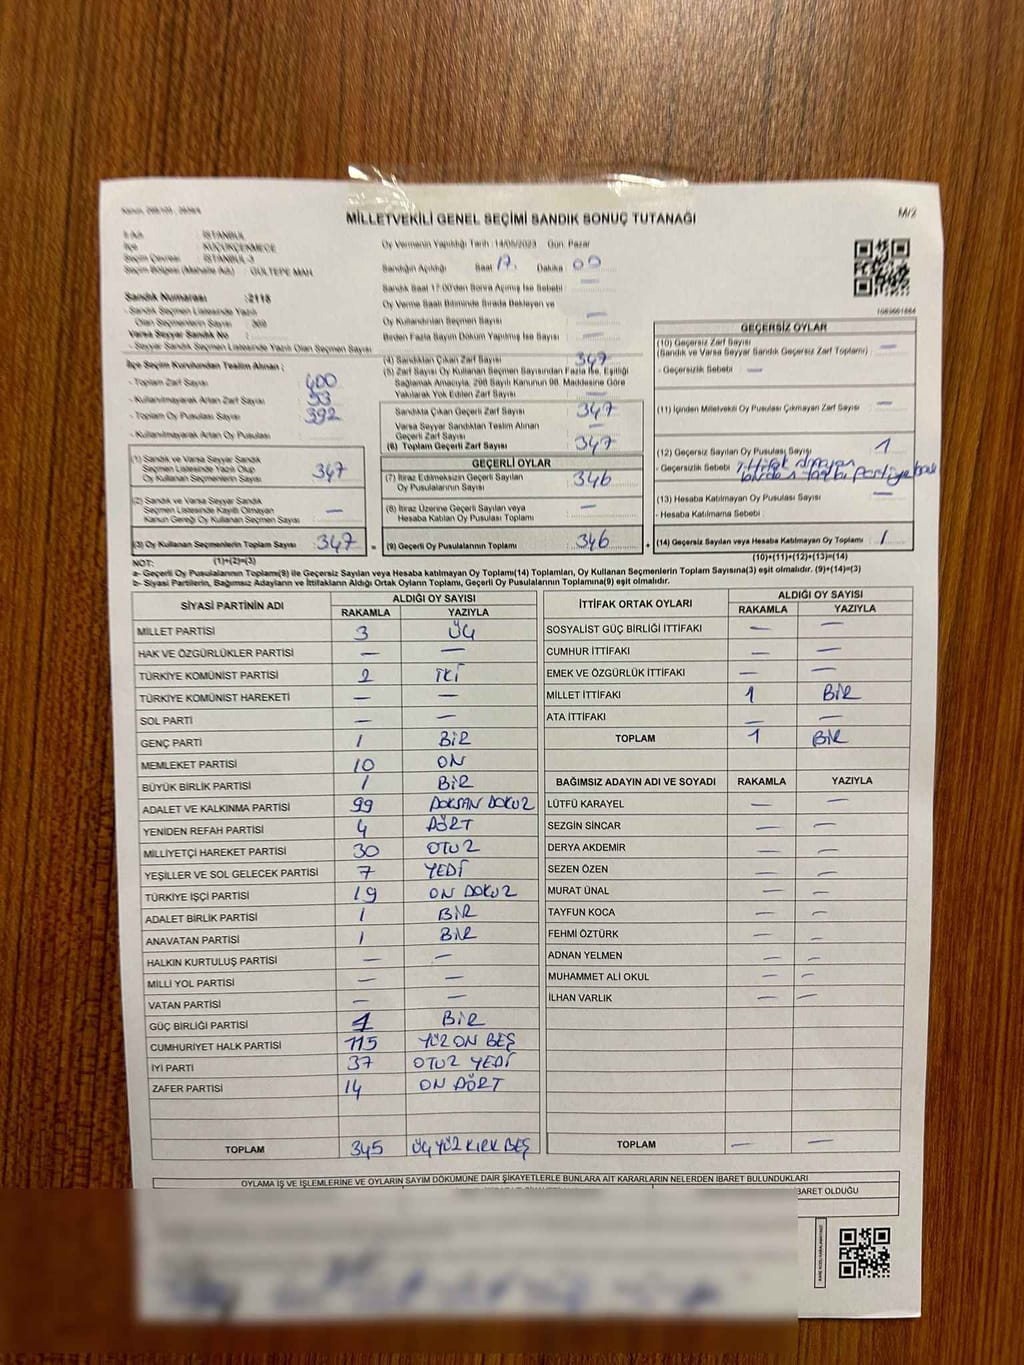 MİLLETVEKİLİ GENEL SEÇİMİ SANDIK SONUÇ TUTANAĞI
M/2
İli Adı : İSTANBUL
İlçe : KÜÇÜKÇEKMECE
Seçim Çevresi : İSTANBUL-3
Seçim Bölgesi (Mahalle Adı) : GÜLTEPE MAH
Sandık Numarası : 2118
- Sandık Seçmen Listesinde Yazılı
Olan Seçmenlerin Sayısı :
Varsa Seyyar Sandık No :
- Seyyar Sandık Seçmen Listesinde Yazılı Olan Seçmen Sayısı
Oy Vermenin Yapıldığı Tarih : 14/05/2023 Gün: Pazar
Sandığın Açıldığı Saat 17. Dakika 00
Sandık Saat 17:00'den Sonra Açılmış İse Sebebi —
Oy Verme Saati Bitiminde Sırada Bekleyen ve
Oy Kullandırılan Seçmen Sayısı —
Birden Fazla Sayım Döküm Yapılmış İse Sayısı —
İlçe Seçim Kurulundan Teslim Alınan ;
- Toplam Zarf Sayısı 400
- Kullanılmayarak Artan Zarf Sayısı 53
- Toplam Oy Pusulası Sayısı 392
- Kullanılmayarak Artan Oy Pusulası
(1) Sandık ve Varsa Seyyar Sandık
Seçmen Listesinde Yazılı Olup
Oy Kullanan Seçmenlerin Sayısı 347
(2) Sandık ve Varsa Seyyar Sandık
Seçmen Listesinde Kayıtlı Olmayan
Kanun Gereği Oy Kullanan Seçmen Sayısı —
(3) Oy Kullanan Seçmenlerin Toplam Sayısı 347 =
(1)+(2)=(3)
(4) Sandıktan Çıkan Zarf Sayısı 347
(5) Zarf Sayısı Oy Kullanan Seçmen Sayısından Fazla İse, Eşitliği
Sağlamak Amacıyla, 298 Sayılı Kanunun 98. Maddesine Göre
Yakılarak Yok Edilen Zarf Sayısı —
Sandıkta Çıkan Geçerli Zarf Sayısı 347
Varsa Seyyar Sandıktan Teslim Alınan
Geçerli Zarf Sayısı —
(6) Toplam Geçerli Zarf Sayısı 347
GEÇERLİ OYLAR
(7) İtiraz Edilmeksizin Geçerli Sayılan
Oy Pusulalarının Sayısı 346
(8) İtiraz Üzerine Geçerli Sayılan ve
Hesaba Katılan Oy Pusulası Toplamı —
(9) Geçerli Oy Pusulalarının Toplamı 346 +
GEÇERSİZ OYLAR
(10) Geçersiz Zarf Sayısı
(Sandık ve Varsa Seyyar Sandık Geçersiz Zarf Toplamı) —
- Geçersizlik Sebebi —
(11) İçinden Milletvekili Oy Pusulası Çıkmayan Zarf Sayısı —
(12) Geçersiz Sayılan Oy Pusulası Sayısı 1
- Geçersizlik Sebebi ittifak olmayan
birden
(13) Hesaba Katılmayan Oy Pusulası Sayısı —
- Hesaba Katılmama Sebebi :
(14) Geçersiz Sayılan veya Hesaba Katılmayan Oy Toplamı 1
(10)+(11)+(12)+(13)=(14)
NOT:
a- Geçerli Oy Pusulalarının Toplamı(9) ile Geçersiz Sayılan veya Hesaba Katılmayan Oy Toplamı(14) Toplamları, Oy Kullanan Seçmenlerin Toplam Sayısına(3) eşit olmalıdır. (9)+(14)=(3)
b- Siyasi Partilerin, Bağımsız Adayların ve İttifakların Aldığı Ortak Oyların Toplamı, Geçerli Oy Pusulalarının Toplamına(9) eşit olmalıdır.
SİYASİ PARTİNİN ADI ALDIĞI OY SAYISI
RAKAMLA YAZIYLA
MİLLET PARTİSİ 3 ÜÇ
HAK VE ÖZGÜRLÜKLER PARTİSİ — —
TÜRKİYE KOMÜNİST PARTİSİ 2 İKİ
TÜRKİYE KOMÜNİST HAREKETİ — —
SOL PARTİ — —
GENÇ PARTİ 1 BİR
MEMLEKET PARTİSİ 10 ON
BÜYÜK BİRLİK PARTİSİ 1 BİR
ADALET VE KALKINMA PARTİSİ 99 DOKSAN DOKUZ
YENİDEN REFAH PARTİSİ 4 DÖRT
MİLLİYETÇİ HAREKET PARTİSİ 30 OTUZ
YEŞİLLER VE SOL GELECEK PARTİSİ 7 YEDİ
TÜRKİYE İŞÇİ PARTİSİ 19 ON DOKUZ
ADALET BİRLİK PARTİSİ 1 BİR
ANAVATAN PARTİSİ 1 BİR
HALKIN KURTULUŞ PARTİSİ — —
MİLLİ YOL PARTİSİ — —
VATAN PARTİSİ — —
GÜÇ BİRLİĞİ PARTİSİ 1 BİR
CUMHURİYET HALK PARTİSİ 115 YÜZ ON BEŞ
İYİ PARTİ 37 OTUZ YEDİ
ZAFER PARTİSİ 14 ON DÖRT
TOPLAM 345 ÜÇ YÜZ KIRK BEŞ
İTTİFAK ORTAK OYLARI ALDIĞI OY SAYISI
RAKAMLA YAZIYLA
SOSYALİST GÜÇ BİRLİĞİ İTTİFAKI — —
CUMHUR İTTİFAKI — —
EMEK VE ÖZGÜRLÜK İTTİFAKI — —
MİLLET İTTİFAKI 1 BİR
ATA İTTİFAKI — —
TOPLAM 1 BİR
BAĞIMSIZ ADAYIN ADI VE SOYADI RAKAMLA YAZIYLA
LÜTFÜ KARAYEL — —
SEZGİN SİNCAR — —
DERYA AKDEMİR — —
SEZEN ÖZEN — —
MURAT ÜNAL — —
TAYFUN KOCA — —
FEHMİ ÖZTÜRK — —
ADNAN YELMEN — —
MUHAMMET ALİ OKUL — —
İLHAN VARLIK — —
TOPLAM — —
OYLAMA İŞ VE İŞLEMLERİNE VE OYLARIN SAYIM DÖKÜMÜNE DAİR ŞİKAYETLERLE BUNLARA AİT KARARLARIN NELERDEN İBARET BULUNDUKLARI
İBARET OLDUĞU